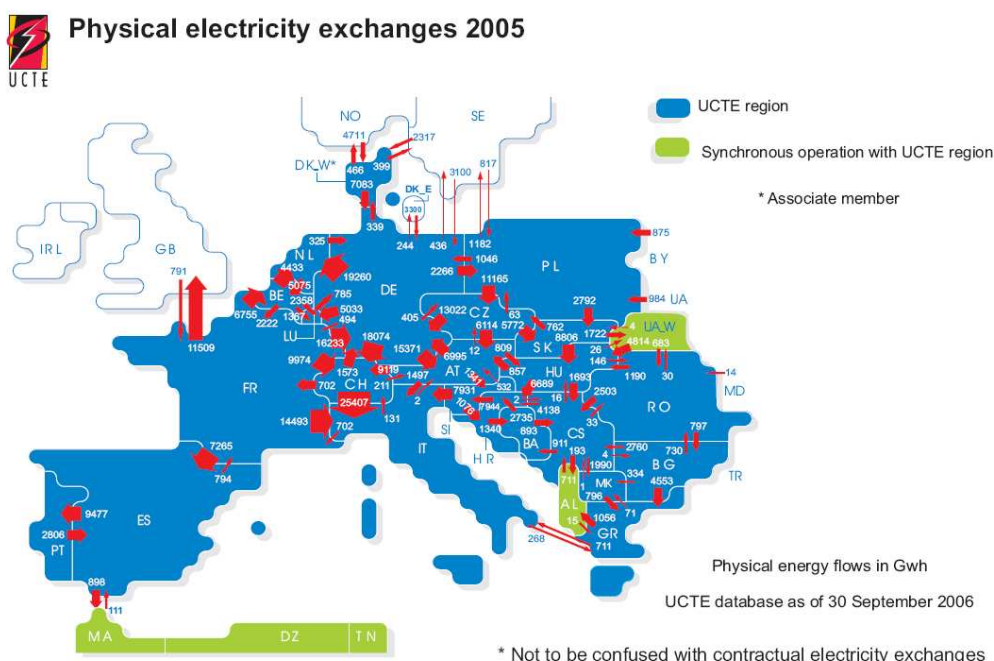 UCTE
Physical electricity exchanges 2005
UCTE region
Synchronous operation with UCTE region
* Associate member
NO
SE
4711
2317
DK_W*
466
399
7083
DK_E
3300
3100
817
339
244
436
1182
875
BY
IRL
GB
791
11509
325
NL
4433
5075
19260
DE
1046
2266
PL
11165
984
UA
BE
6755
2222
2358
1367
785
5033
494
LU
405
13022
CZ
63
6114
5772
762
2792
1722
4
UA_W
4814
683
16233
18074
15371
6995
12
809
SK
8806
26
146
1190
30
14
MD
9974
1573
9119
1497
AT
1341
857
532
HU
6689
1693
2503
RO
FR
702
CH
211
25407
131
2
7931
1076
7944
2
16
4138
33
14493
702
IT
SI
1340
HR
2735
693
BA
911
CS
193
2760
4
797
730
BG
TR
7265
794
711
1
1990
MK
334
796
71
4553
AL
15
1056
GR
711
268
9477
ES
2806
PT
898
111
MA
DZ
TN
Physical energy flows in Gwh
UCTE database as of 30 September 2006
* Not to be confused with contractual electricity exchanges